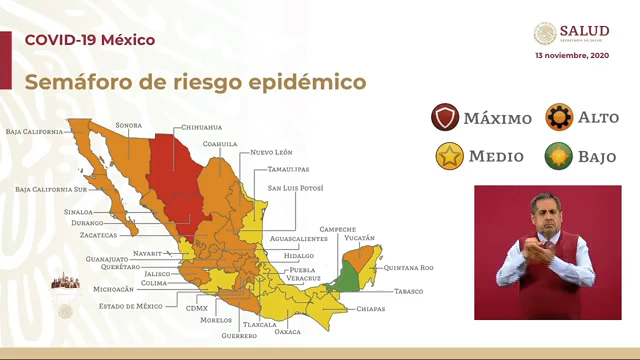 COVID-19 México
SALUD
SECRETARÍA DE SALUD
13 noviembre, 2020
Semáforo de riesgo epidémico
MÁXIMO
ALTO
MEDIO
BAJO
BAJA CALIFORNIA
SONORA
CHIHUAHUA
COAHUILA
NUEVO LEÓN
TAMAULIPAS
SAN LUIS POTOSÍ
BAJA CALIFORNIA SUR
SINALOA
DURANGO
ZACATECAS
AGUASCALIENTES
CAMPECHE
YUCATÁN
NAYARIT
GUANAJUATO
QUERÉTARO
HIDALGO
JALISCO
PUEBLA
QUINTANA ROO
COLIMA
VERACRUZ
MICHOACÁN
TABASCO
ESTADO DE MÉXICO
CDMX
CHIAPAS
MORELOS
TLAXCALA
GUERRERO
OAXACA